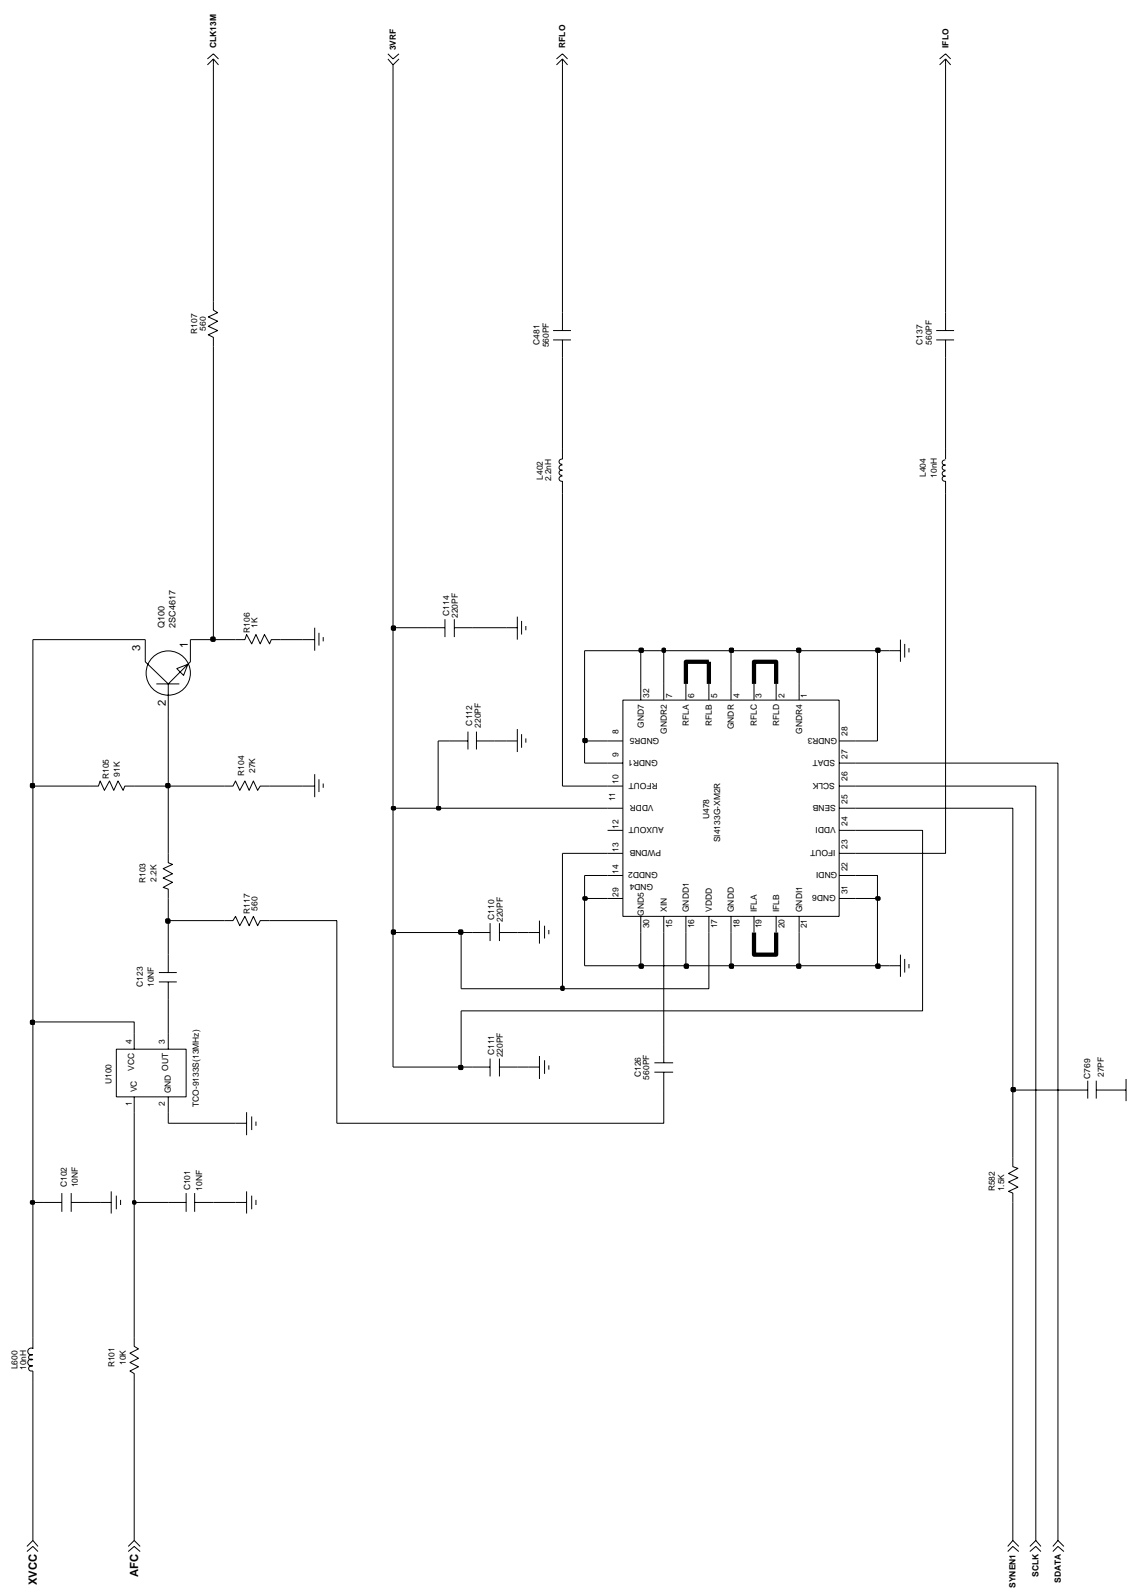 CLK13M
3VRF
RFLO
IFLO
R107
560
C481
560PF
C137
560PF
L402
2.2nH
L404
10nH
Q100
2SC4617
3
1
2
R106
1K
C114
220PF
C112
220PF
R105
91K
R104
27K
R103
2.2K
R117
560
C123
10NF
C110
220PF
C111
220PF
C126
560PF
U100
4
3
VCC
OUT
VC
GND
1
2
TCO-9133S(13MHz)
C102
10NF
C101
10NF
L600
10nH
R101
10K
XVCC
AFC
U478
SI4133G-XM2R
32
7
6
5
4
3
2
1
GND7
GNDR2
RFLA
RFLB
GNDR
RFLC
RFLD
GNDR4
8
9
10
11
12
13
14
29
GNDR5
GNDR1
RFOUT
VDDR
AUXOUT
PWDNB
GNDD2
GND4
28
27
26
25
24
23
22
31
GNDR3
SDAT
SCLK
SENB
VDDI
IFOUT
GNDI
GND6
GND5
XIN
GNDD1
VDDD
GNDD
IFLA
IFLB
GNDI1
30
15
16
17
18
19
20
21
C769
27PF
R582
1.5K
SYNEN1
SCLK
SDATA